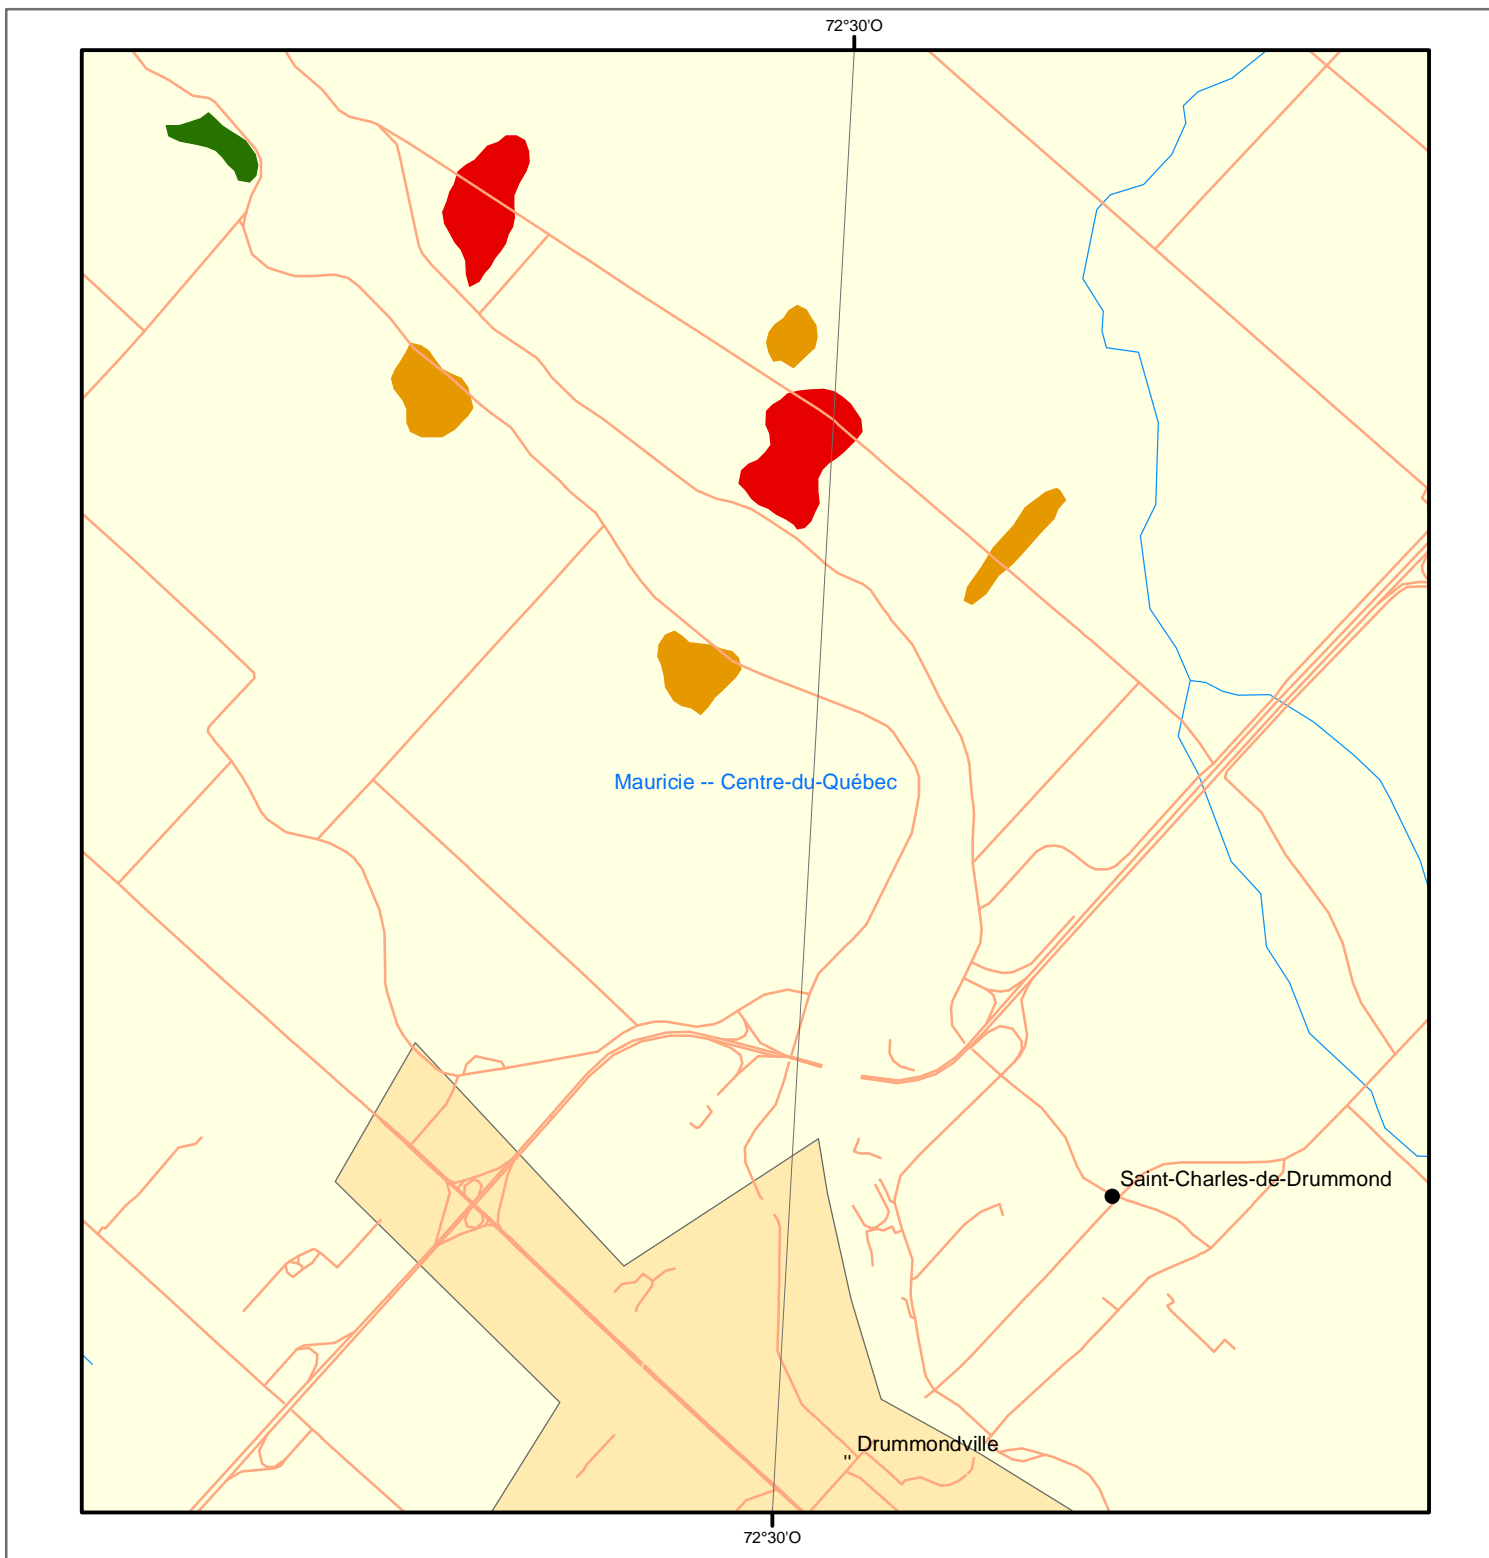 72°30'O
Mauricie -- Centre-du-Québec
Saint-Charles-de-Drummond
Drummondville
"
72°30'O